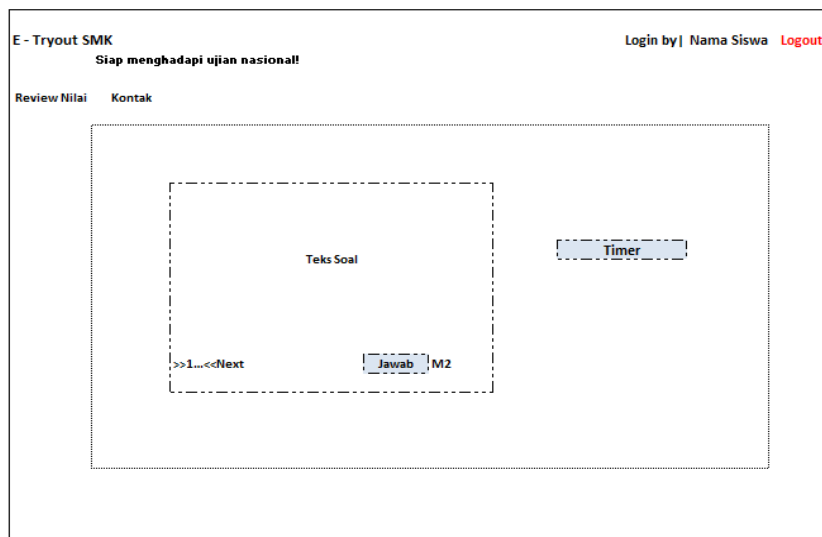 E - Tryout SMK
Login by| Nama Siswa Logout
Siap menghadapi ujian nasional!
Review Nilai Kontak
Timer
Teks Soal
>>1...<<Next Jawab M2